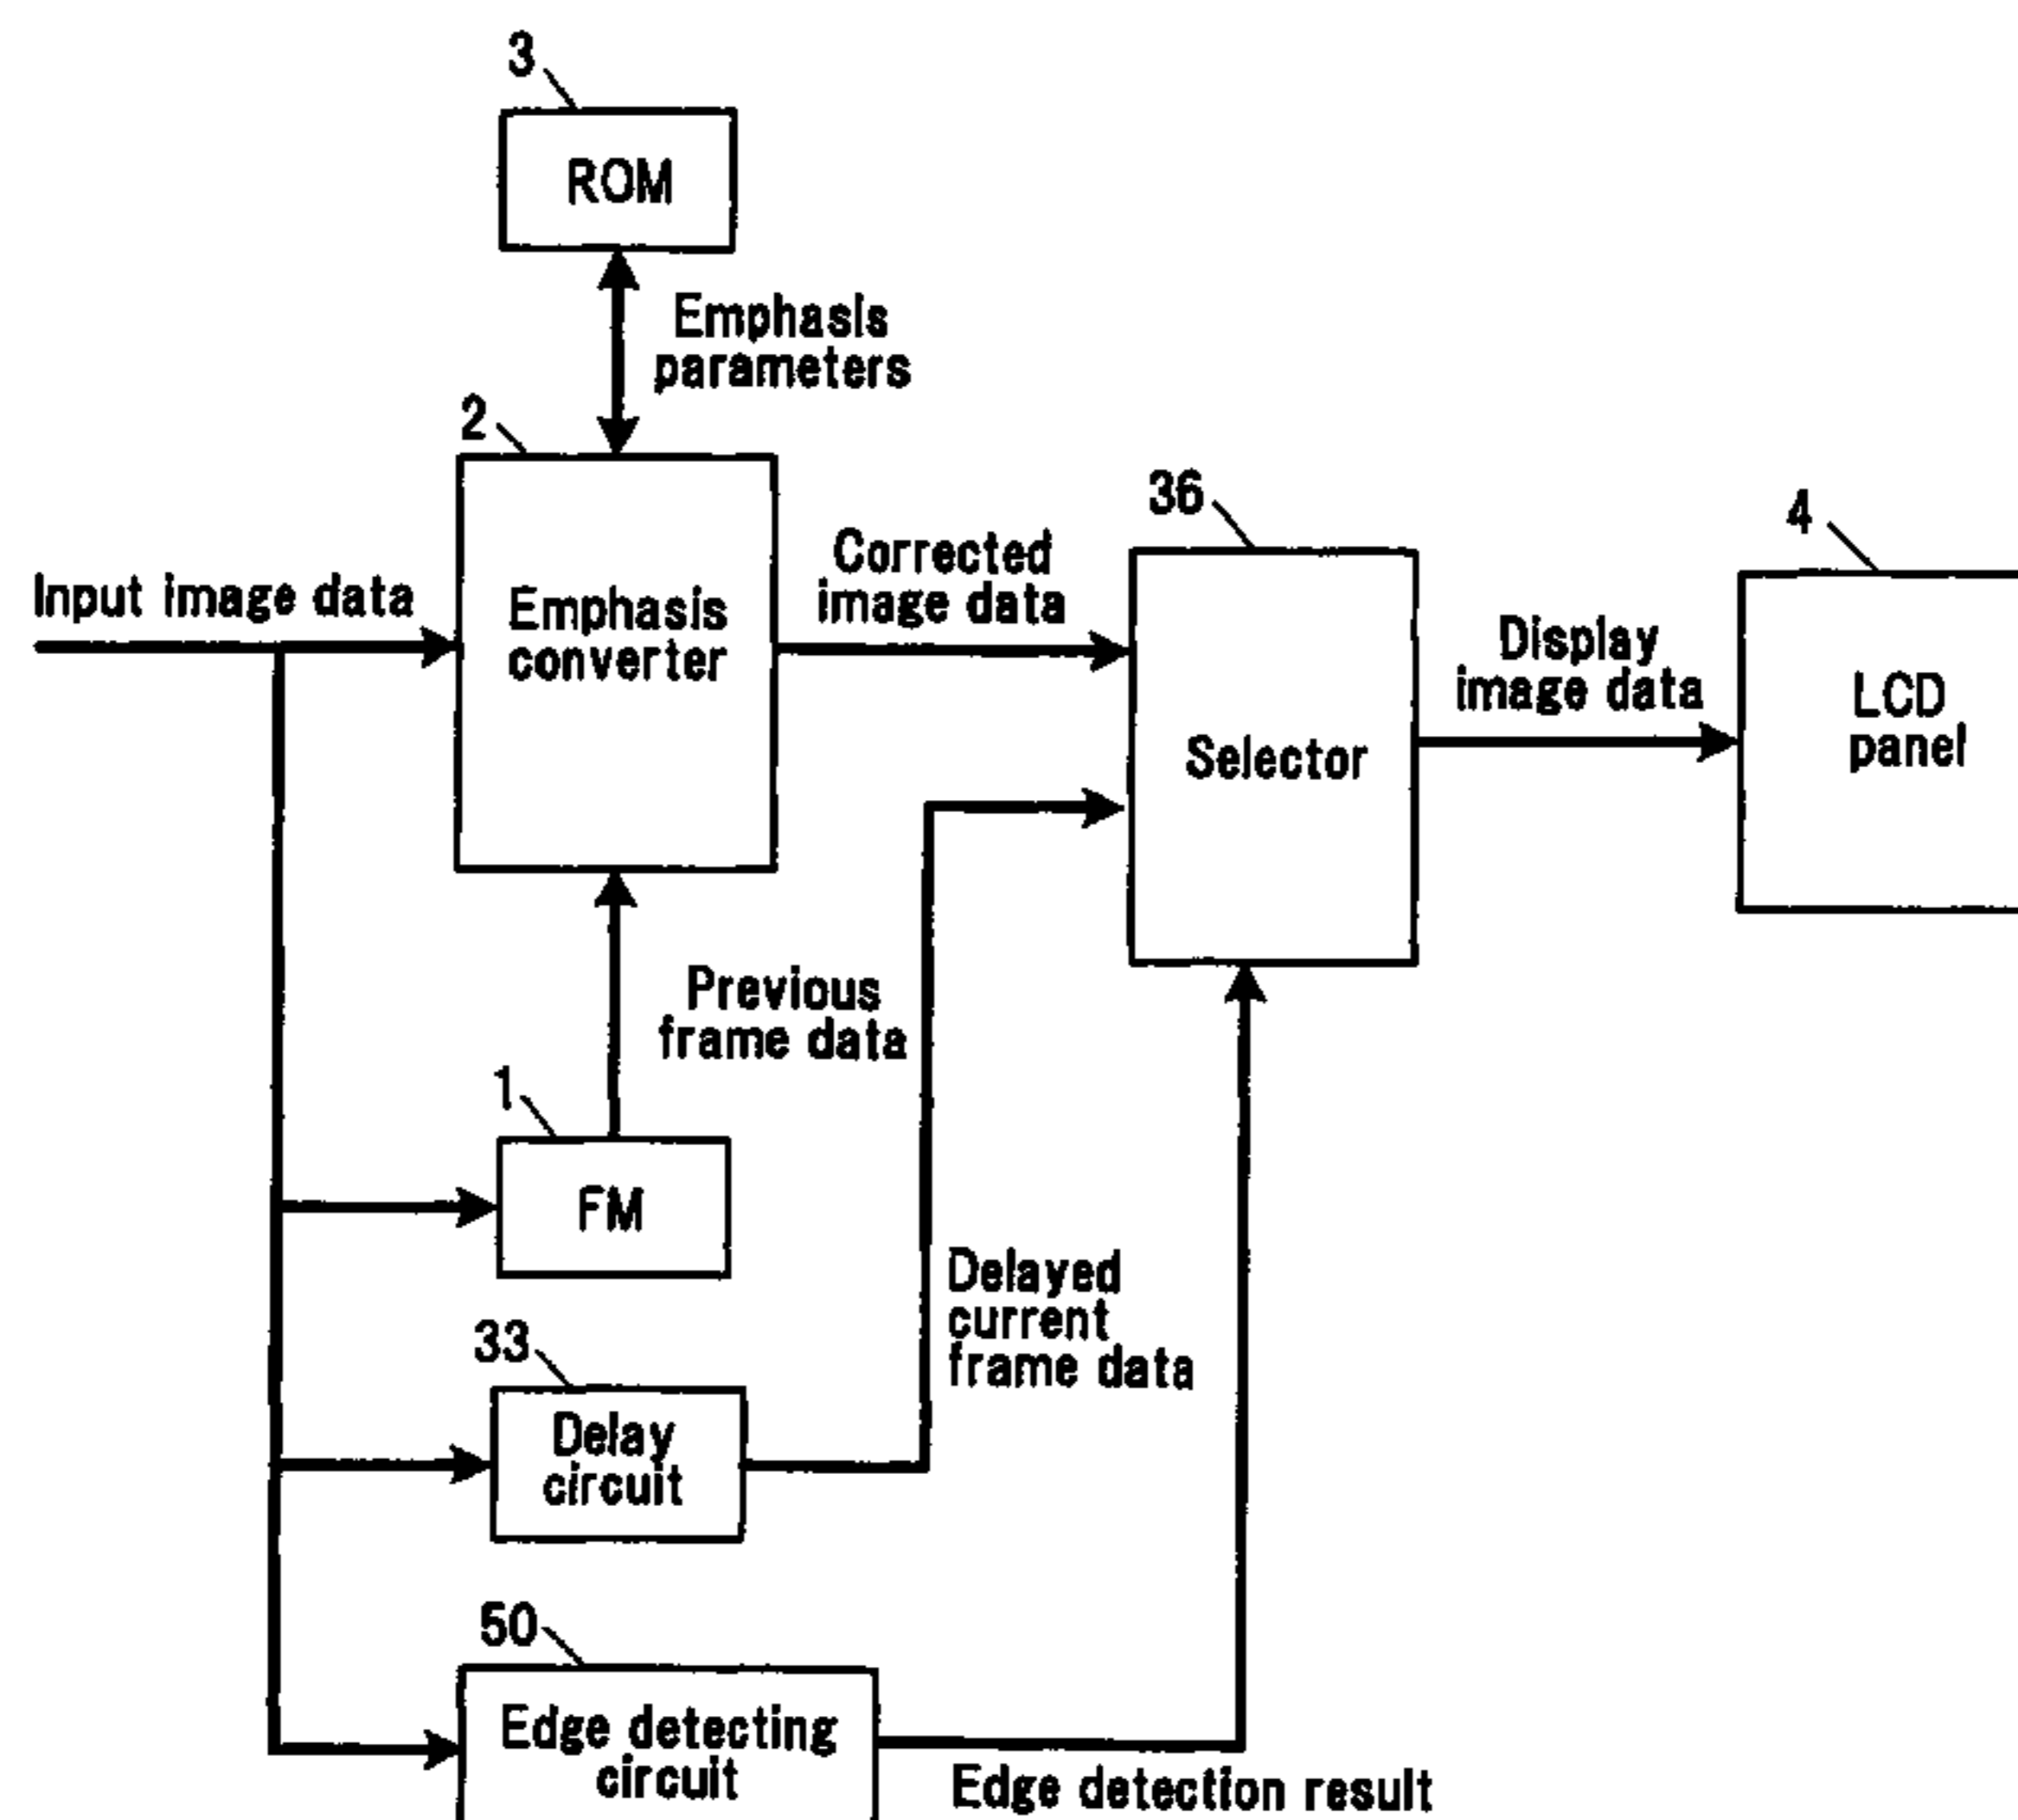 3
ROM
Emphasis
parameters
2
Input image data
Emphasis
converter
Corrected
image data
36
Selector
Display
image data
4
LCD
panel
Previous
frame data
1
FM
Delayed
current
frame data
33
Delay
circuit
50
Edge detecting
circuit
Edge detection result